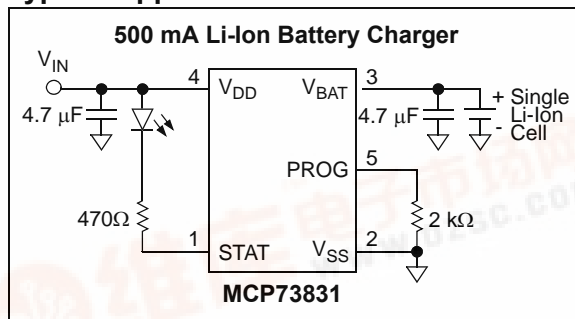 500 mA Li-Ion Battery Charger
VIN
4
VDD
VBAT
3
4.7 μF
4.7 μF
+ Single
Li-Ion
- Cell
PROG
5
470Ω
2 kΩ
1
STAT
VSS
2
MCP73831